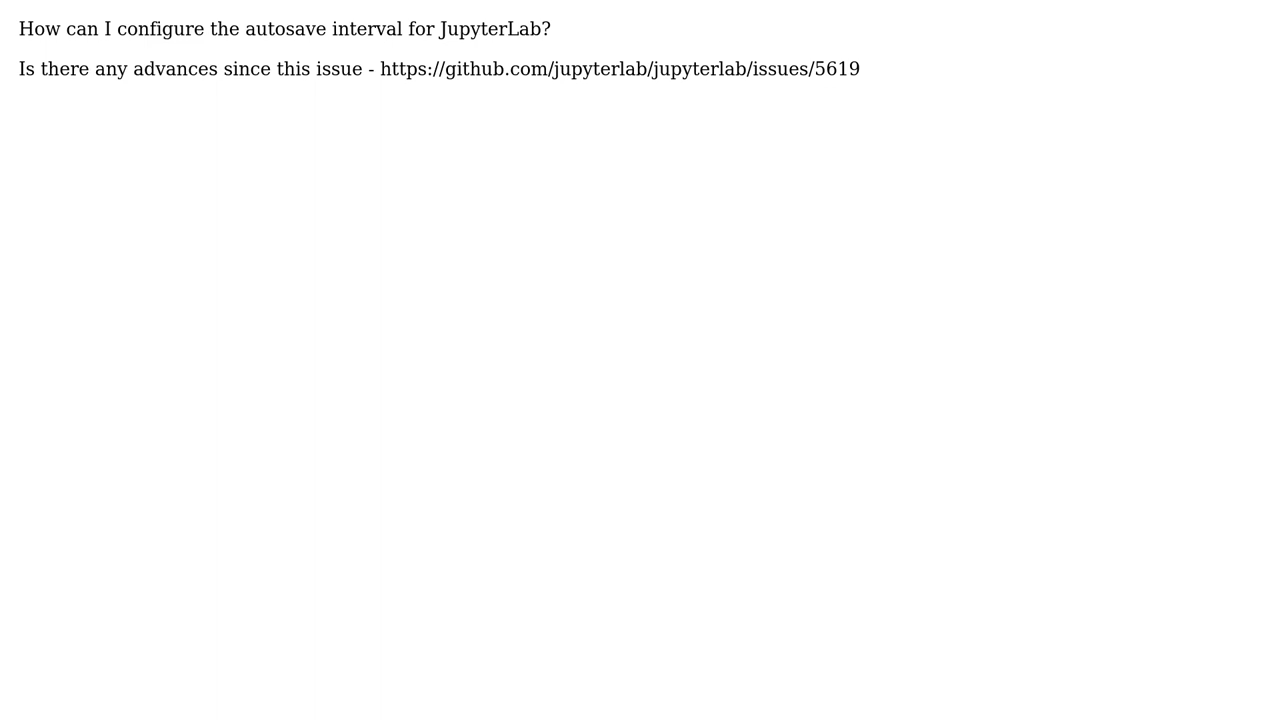 How can I configure the autosave interval for JupyterLab?
Is there any advances since this issue - https://github.com/jupyterlab/jupyterlab/issues/5619